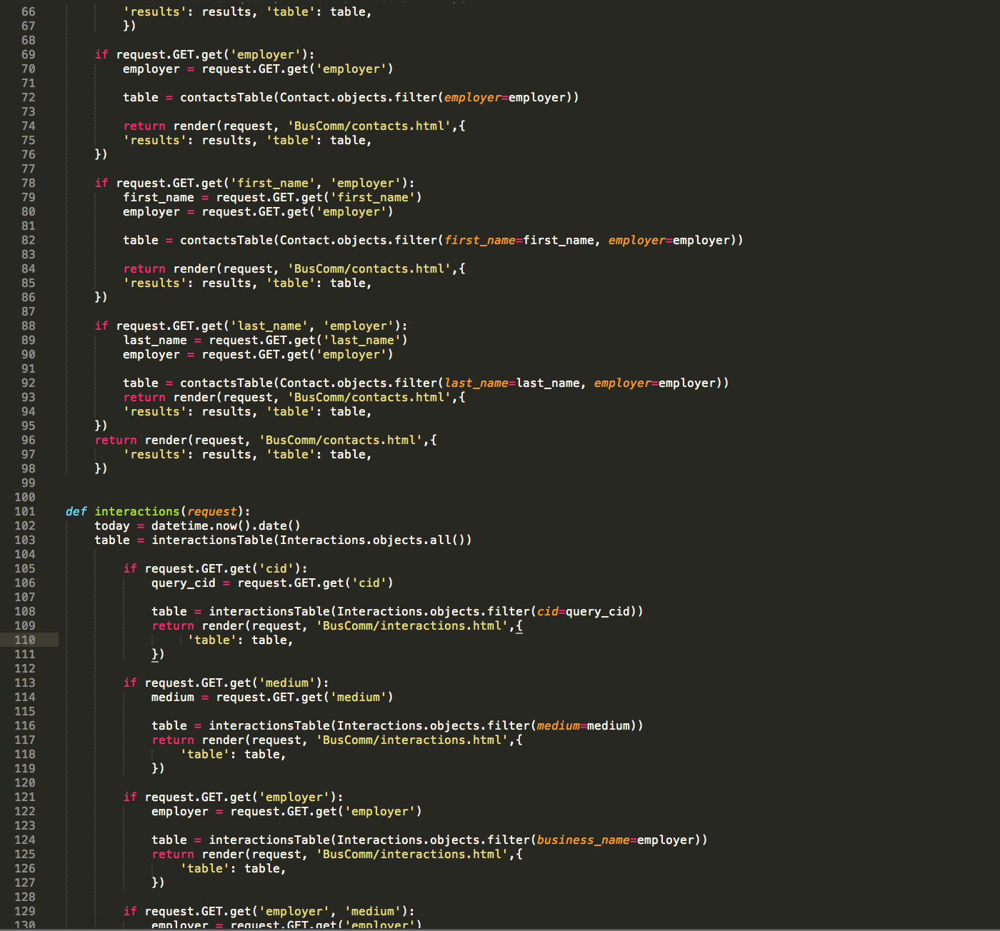 66 'results': results, 'table': table,
67 })
68
69 if request.GET.get('employer'):
70 employer = request.GET.get('employer')
71
72 table = contactsTable(Contact.objects.filter(employer=employer))
73
74 return render(request, 'BusComm/contacts.html',{
75 'results': results, 'table': table,
76 })
77
78 if request.GET.get('first_name', 'employer'):
79 first_name = request.GET.get('first_name')
80 employer = request.GET.get('employer')
81
82 table = contactsTable(Contact.objects.filter(first_name=first_name, employer=employer))
83
84 return render(request, 'BusComm/contacts.html',{
85 'results': results, 'table': table,
86 })
87
88 if request.GET.get('last_name', 'employer'):
89 last_name = request.GET.get('last_name')
90 employer = request.GET.get('employer')
91
92 table = contactsTable(Contact.objects.filter(last_name=last_name, employer=employer))
93 return render(request, 'BusComm/contacts.html',{
94 'results': results, 'table': table,
95 })
96 return render(request, 'BusComm/contacts.html',{
97 'results': results, 'table': table,
98 })
99
100
101 def interactions(request):
102 today = datetime.now().date()
103 table = interactionsTable(Interactions.objects.all())
104
105 if request.GET.get('cid'):
106 query_cid = request.GET.get('cid')
107
108 table = interactionsTable(Interactions.objects.filter(cid=query_cid))
109 return render(request, 'BusComm/interactions.html',{
110 'table': table,
111 })
112
113 if request.GET.get('medium'):
114 medium = request.GET.get('medium')
115
116 table = interactionsTable(Interactions.objects.filter(medium=medium))
117 return render(request, 'BusComm/interactions.html',{
118 'table': table,
119 })
120
121 if request.GET.get('employer'):
122 employer = request.GET.get('employer')
123
124 table = interactionsTable(Interactions.objects.filter(business_name=employer))
125 return render(request, 'BusComm/interactions.html',{
126 'table': table,
127 })
128
129 if request.GET.get('employer', 'medium'):
130 employer = request.GET.get('employer')